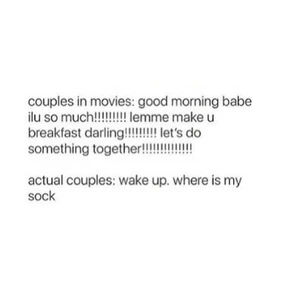 couples in movies: good morning babe
ilu so much!!!!!!!!! lemme make u
breakfast darling!!!!!!!!! let's do
something together!!!!!!!!!!!!!!

actual couples: wake up. where is my
sock